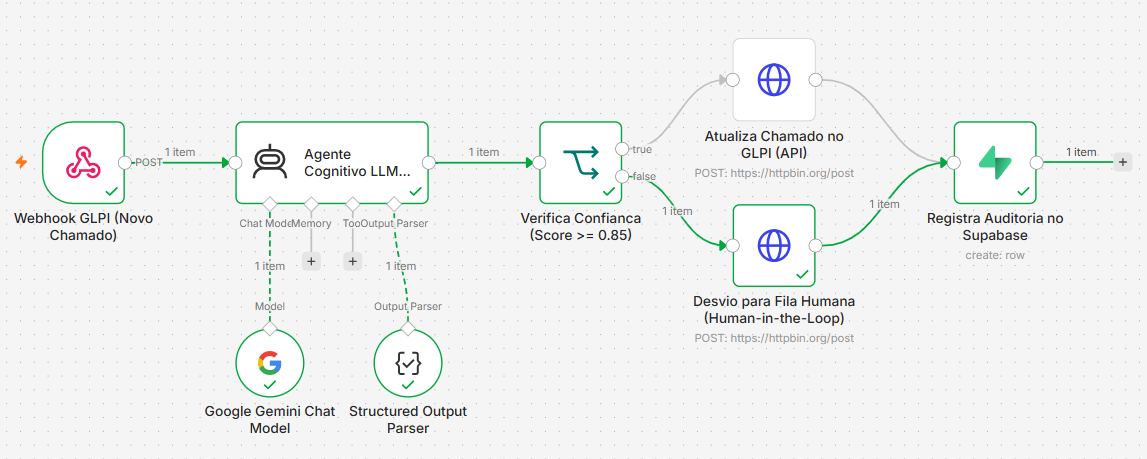 POST
1 item
Agente
Cognitivo LLM...
1 item
true
false
Atualiza Chamado no
GLPI (API)
POST: https://httpbin.org/post
1 item
1 item
1 item
+
Webhook GLPI (Novo
Chamado)
Chat Mode
Memory
Too
Output Parser
Verifica Confianca
(Score >= 0.85)
Registra Auditoria no
Supabase
create: row
1 item
+
+
1 item
Model
Output Parser
Desvio para Fila Humana
(Human-in-the-Loop)
POST: https://httpbin.org/post
Google Gemini Chat
Model
Structured Output
Parser